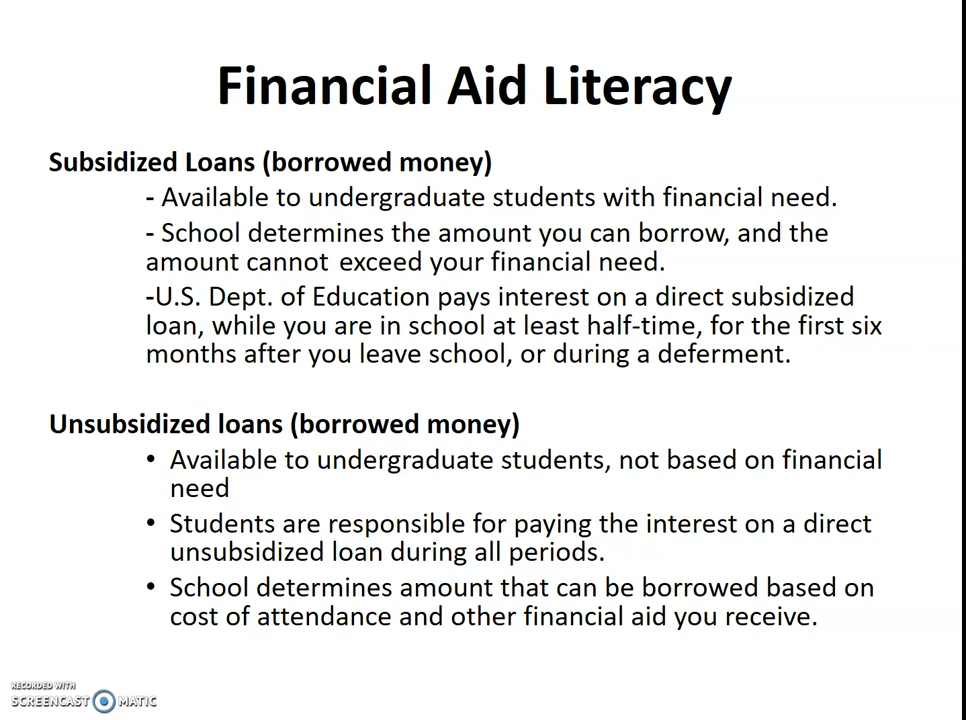 Financial Aid Literacy
Subsidized Loans (borrowed money)
- Available to undergraduate students with financial need.
- School determines the amount you can borrow, and the
amount cannot exceed your financial need.
-U.S. Dept. of Education pays interest on a direct subsidized
loan, while you are in school at least half-time, for the first six
months after you leave school, or during a deferment.
Unsubsidized loans (borrowed money)
• Available to undergraduate students, not based on financial
need
• Students are responsible for paying the interest on a direct
unsubsidized loan during all periods.
• School determines amount that can be borrowed based on
cost of attendance and other financial aid you receive.
RECORDED WITH
SCREENCAST MATIC